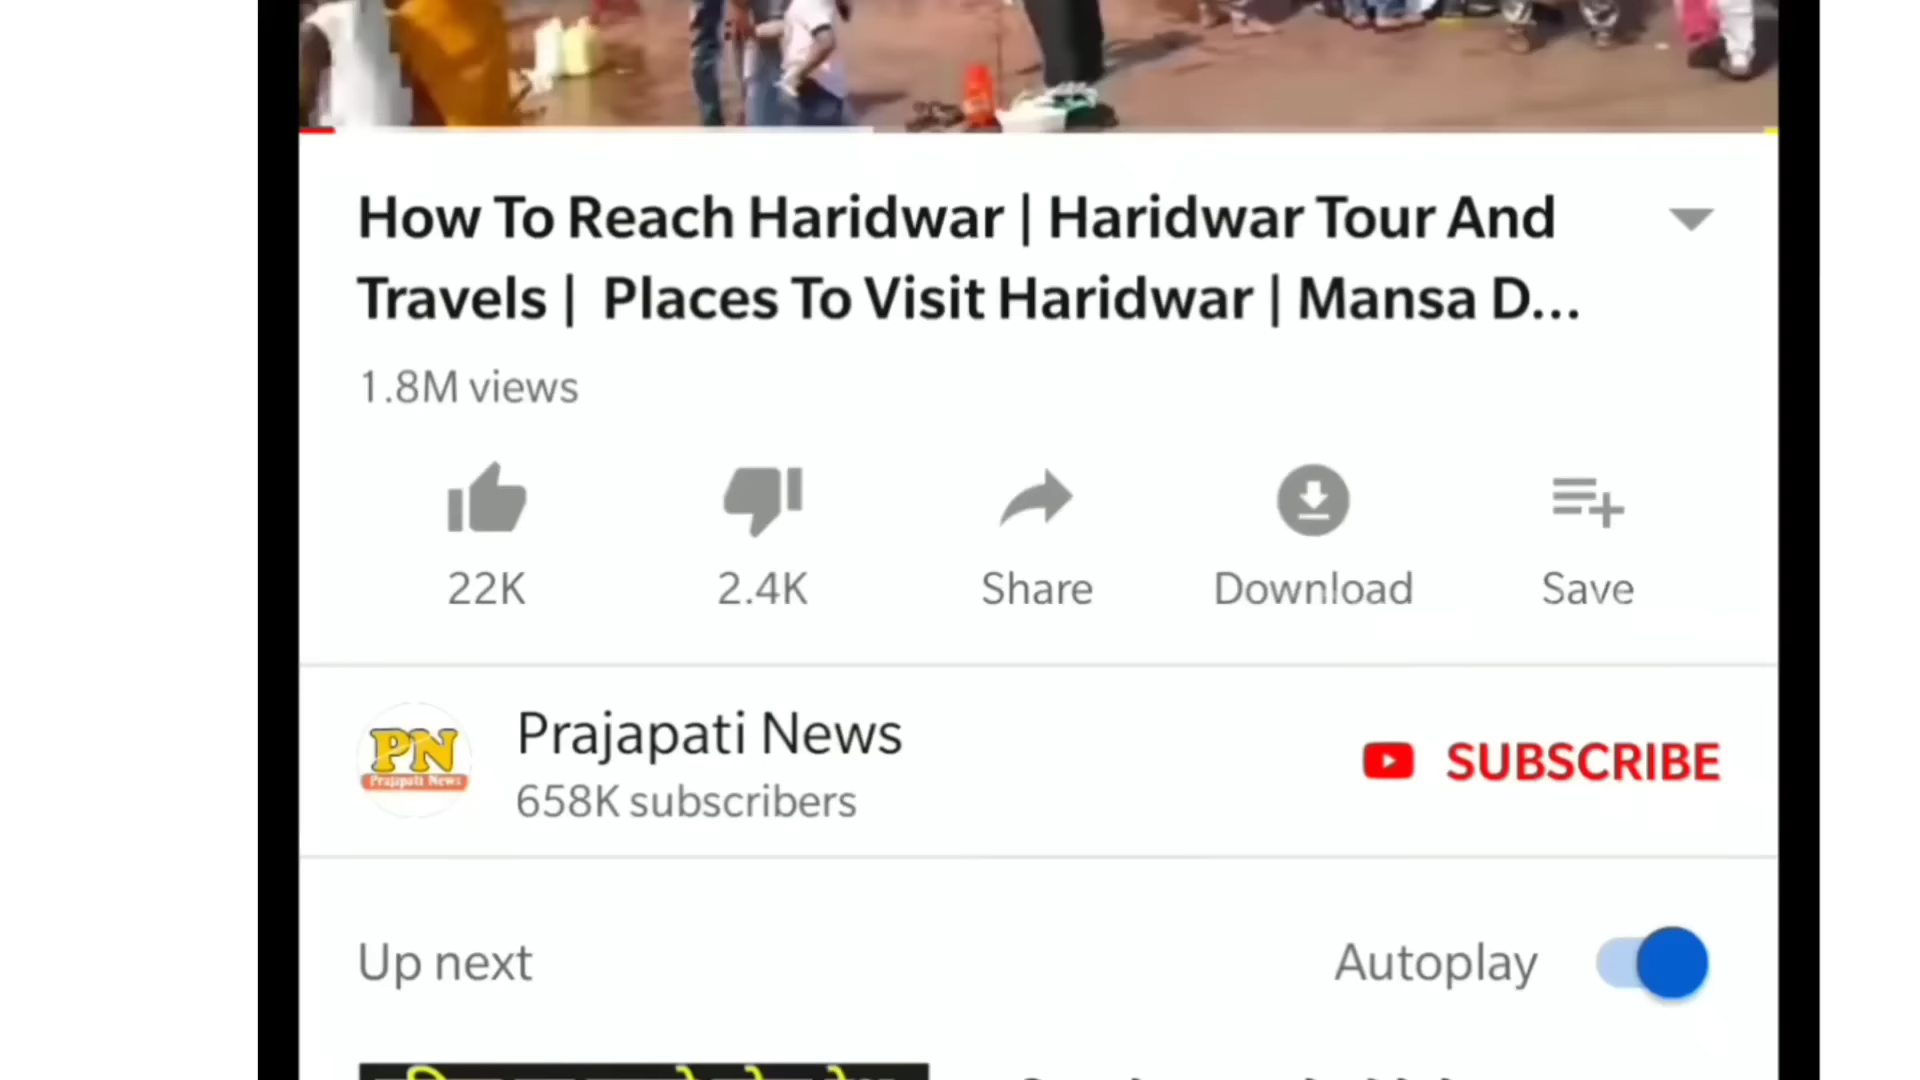 How To Reach Haridwar | Haridwar Tour And
Travels | Places To Visit Haridwar | Mansa D...
1.8M views
22K
2.4K
Share
Download
Save
PN
Prajapati News
Prajapati News
658K subscribers
SUBSCRIBE
Up next
Autoplay